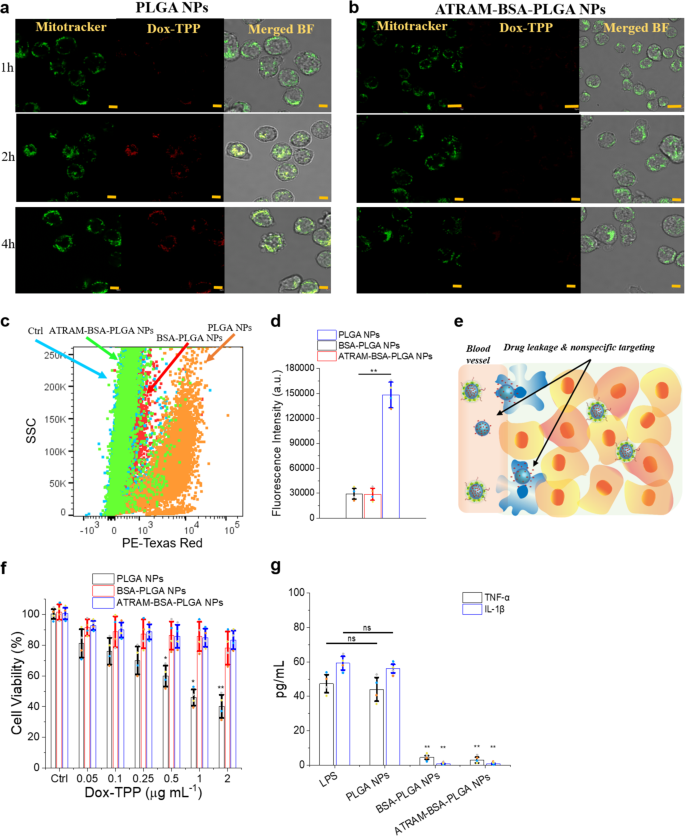 a
PLGA NPs
Mitotracker Dox-TPP Merged BF
1h
2h
4h
b
ATRAM-BSA-PLGA NPs
Mitotracker Dox-TPP Merged BF
c
Ctrl
ATRAM-BSA-PLGA NPs
BSA-PLGA NPs
PLGA NPs
250K
200K
150K
100K
50K
0
SSC
-10³ 0 10³ 10⁴ 10⁵
PE-Texas Red
d
PLGA NPs
BSA-PLGA NPs
ATRAM-BSA-PLGA NPs
**
180000
150000
120000
90000
60000
30000
0
Fluorescence Intensity (a.u.)
e
Blood
vessel
Drug leakage & nonspecific targeting
f
PLGA NPs
BSA-PLGA NPs
ATRAM-BSA-PLGA NPs
100
80
60
40
20
0
Cell Viability (%)
* * **
Ctrl 0.05 0.1 0.25 0.5 1 2
Dox-TPP (μg mL⁻¹)
g
TNF-α
IL-1β
ns
ns
100
80
60
40
20
0
pg/mL
** ** ** **
LPS
PLGA NPs
BSA-PLGA NPs
ATRAM-BSA-PLGA NPs